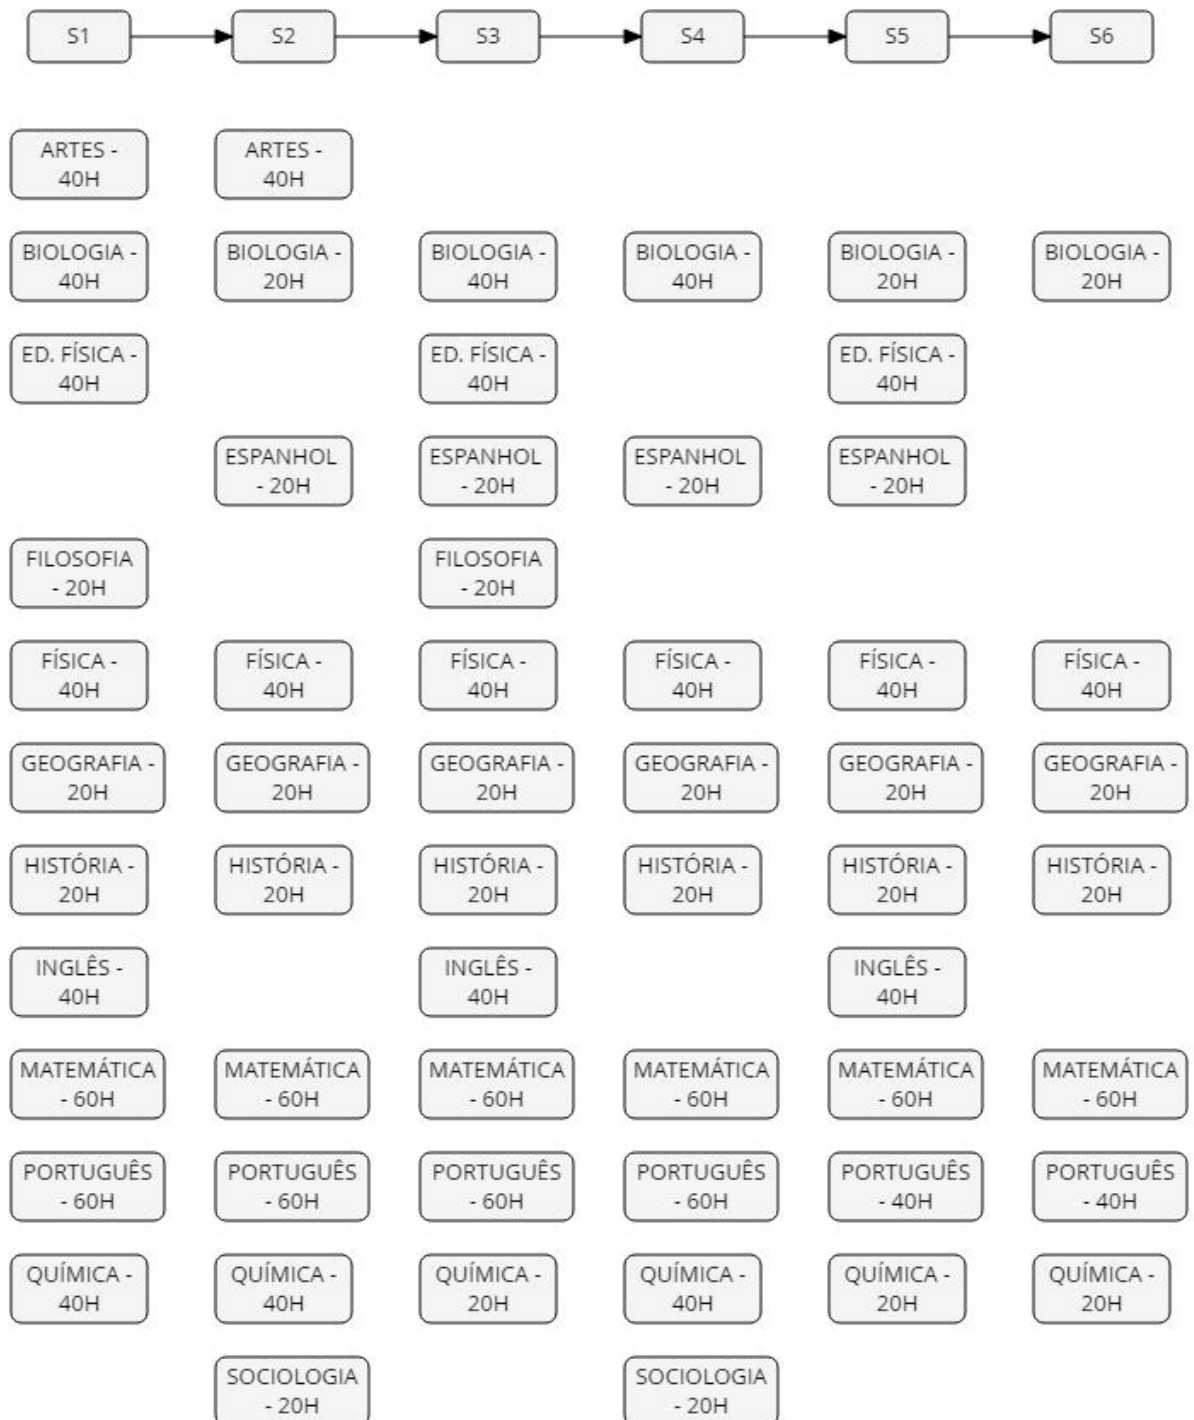 S1
S2
S3
S4
S5
S6
ARTES -
40H
ARTES -
40H
BIOLOGIA -
40H
BIOLOGIA -
20H
BIOLOGIA -
40H
BIOLOGIA -
40H
BIOLOGIA -
20H
BIOLOGIA -
20H
ED. FÍSICA -
40H
ED. FÍSICA -
40H
ED. FÍSICA -
40H
ESPANHOL
- 20H
ESPANHOL
- 20H
ESPANHOL
- 20H
ESPANHOL
- 20H
FILOSOFIA
- 20H
FILOSOFIA
- 20H
FÍSICA -
40H
FÍSICA -
40H
FÍSICA -
40H
FÍSICA -
40H
FÍSICA -
40H
FÍSICA -
40H
GEOGRAFIA -
20H
GEOGRAFIA -
20H
GEOGRAFIA -
20H
GEOGRAFIA -
20H
GEOGRAFIA -
20H
GEOGRAFIA -
20H
HISTÓRIA -
20H
HISTÓRIA -
20H
HISTÓRIA -
20H
HISTÓRIA -
20H
HISTÓRIA -
20H
HISTÓRIA -
20H
INGLÊS -
40H
INGLÊS -
40H
INGLÊS -
40H
MATEMÁTICA
- 60H
MATEMÁTICA
- 60H
MATEMÁTICA
- 60H
MATEMÁTICA
- 60H
MATEMÁTICA
- 60H
MATEMÁTICA
- 60H
PORTUGUÊS
- 60H
PORTUGUÊS
- 60H
PORTUGUÊS
- 60H
PORTUGUÊS
- 60H
PORTUGUÊS
- 40H
PORTUGUÊS
- 40H
QUÍMICA -
40H
QUÍMICA -
40H
QUÍMICA -
20H
QUÍMICA -
40H
QUÍMICA -
20H
QUÍMICA -
20H
SOCIOLOGIA
- 20H
SOCIOLOGIA
- 20H